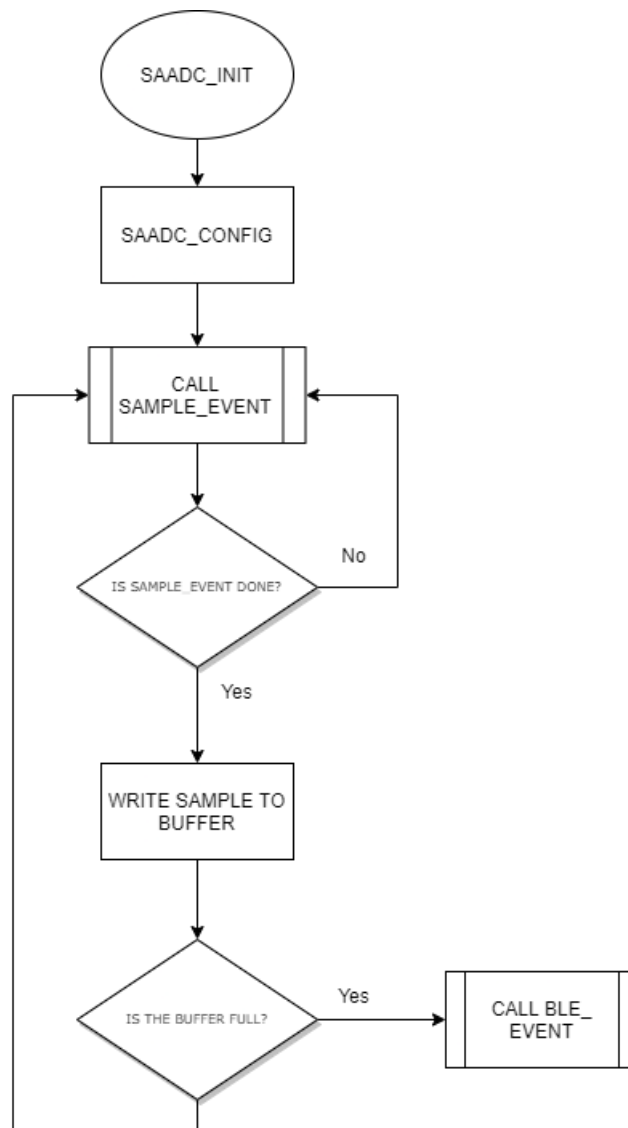 SAADC_INIT
SAADC_CONFIG
CALL
SAMPLE_EVENT
IS SAMPLE_EVENT DONE?
No
Yes
WRITE SAMPLE TO
BUFFER
IS THE BUFFER FULL?
Yes
CALL BLE_
EVENT